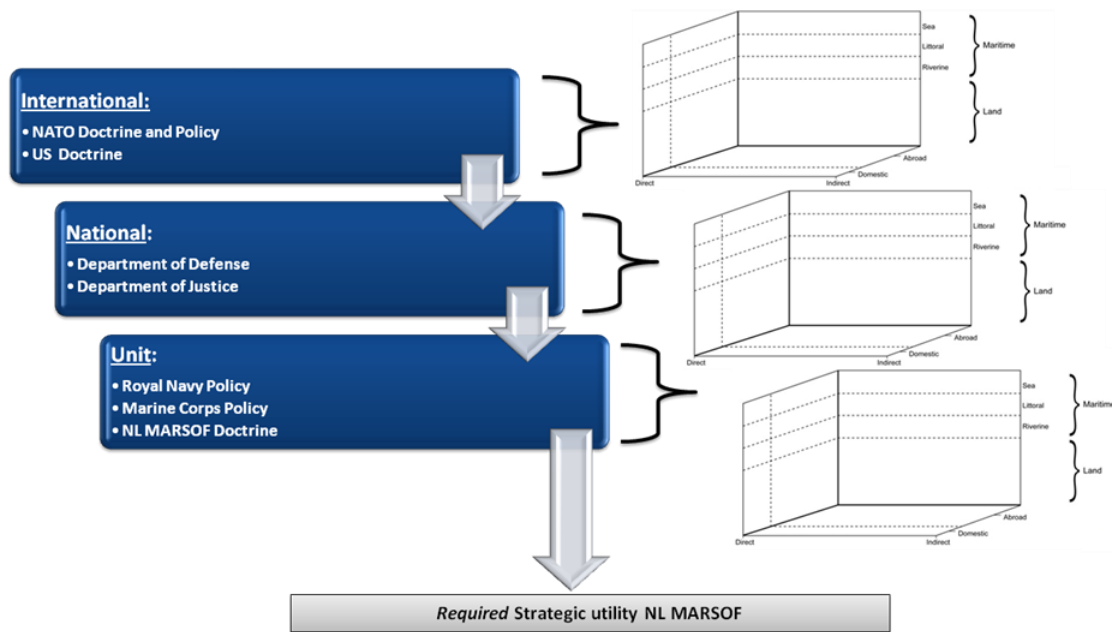 International:
• NATO Doctrine and Policy
• US Doctrine
Sea
Littoral
Riverine
Maritime
Land
Abroad
Domestic
Direct
Indirect
National:
• Department of Defense
• Department of Justice
Sea
Littoral
Riverine
Maritime
Land
Abroad
Domestic
Direct
Indirect
Unit:
• Royal Navy Policy
• Marine Corps Policy
• NL MARSOF Doctrine
Sea
Littoral
Riverine
Maritime
Land
Abroad
Domestic
Direct
Indirect
Required Strategic utility NL MARSOF